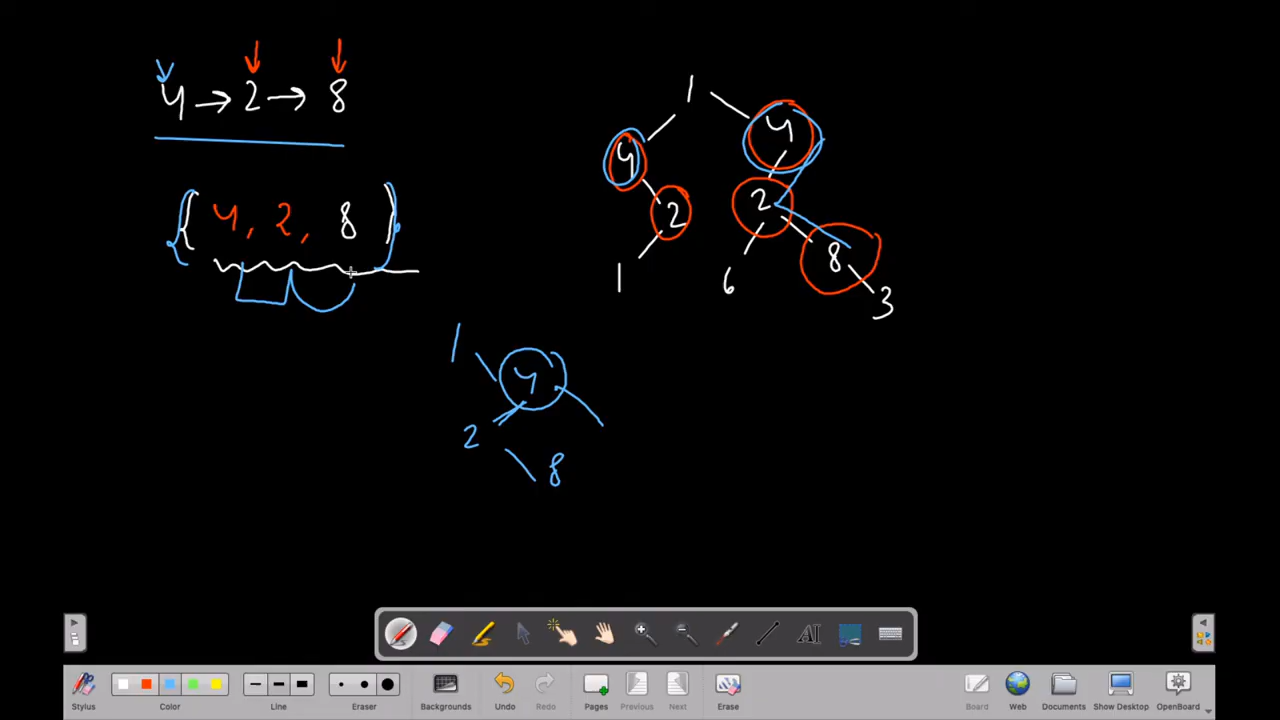 4 → 2 → 8
{ 4, 2, 8 }
1
4 4
2 2
1 6 8
3
1
4
2
8
Stylus
Color
Line
Eraser
Backgrounds
Undo
Redo
Pages
Previous
Next
Erase
Board
Web
Documents
Show Desktop
OpenBoard
AI